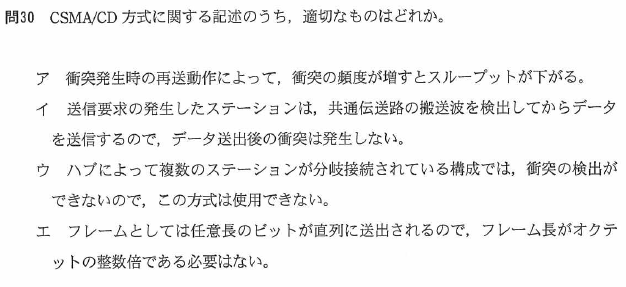 問30 CSMA/CD 方式に関する記述のうち，適切なものはどれか。
ア 衝突発生時の再送動作によって，衝突の頻度が増すとスループットが下がる。
イ 送信要求の発生したステーションは，共通伝送路の搬送波を検出してからデータ
を送信するので，データ送出後の衝突は発生しない。
ウ ハブによって複数のステーションが分岐接続されている構成では，衝突の検出が
できないので，この方式は使用できない。
エ フレームとしては任意長のビットが直列に送出されるので，フレーム長がオクテ
ットの整数倍である必要はない。